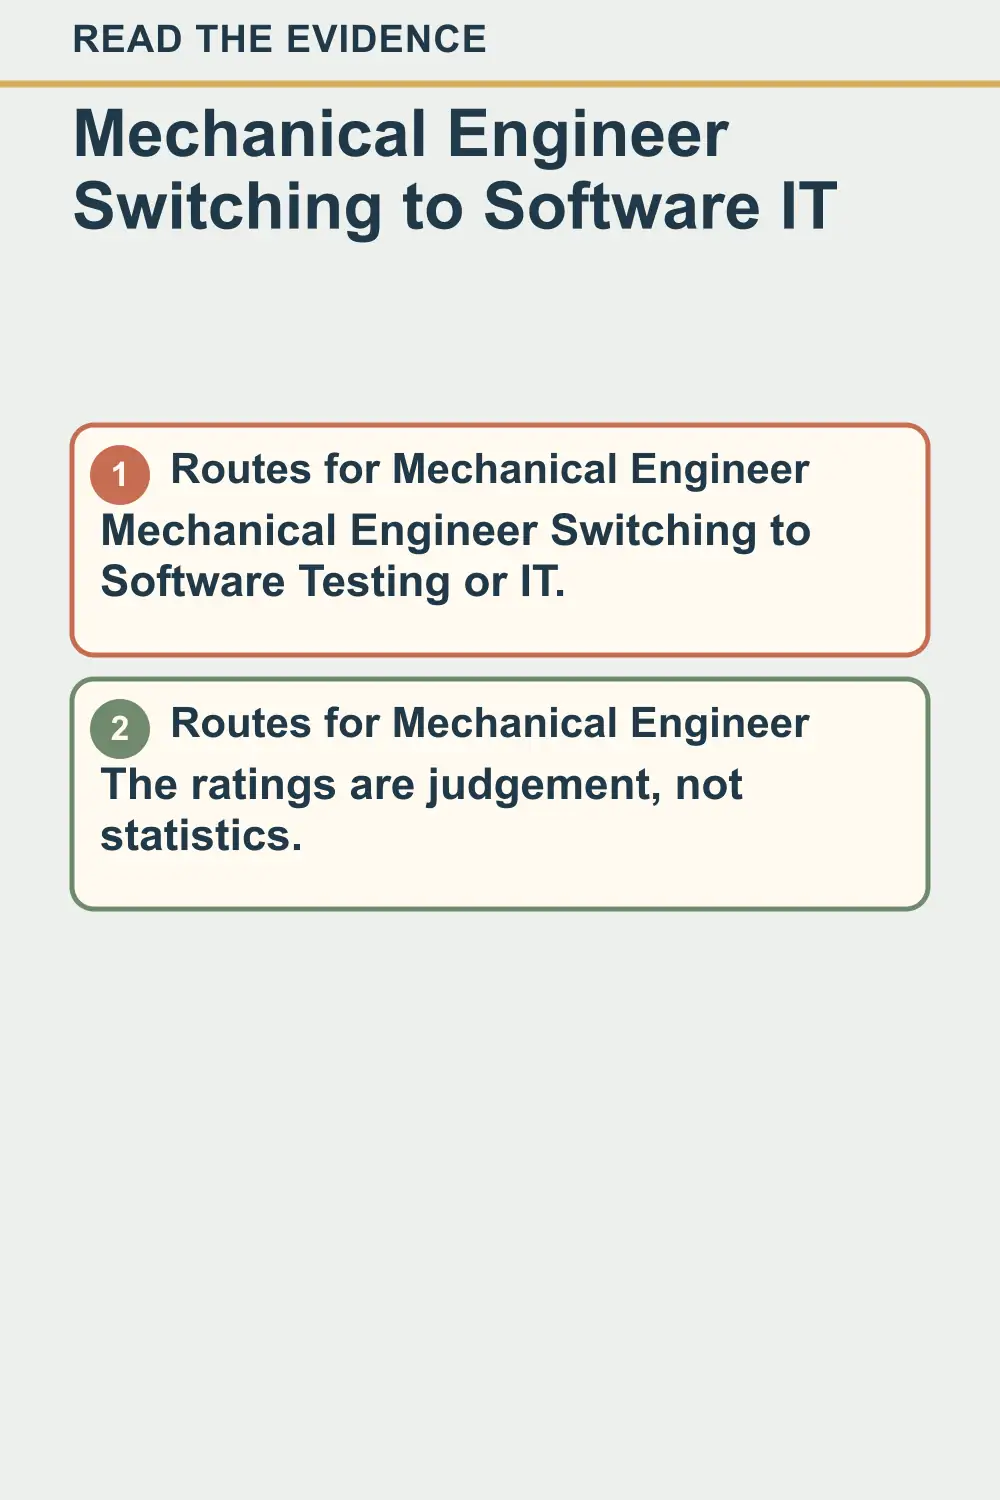 READ THE EVIDENCE
Mechanical Engineer
Switching to Software IT
1 Routes for Mechanical Engineer
Mechanical Engineer Switching to
Software Testing or IT.
2 Routes for Mechanical Engineer
The ratings are judgement, not
statistics.